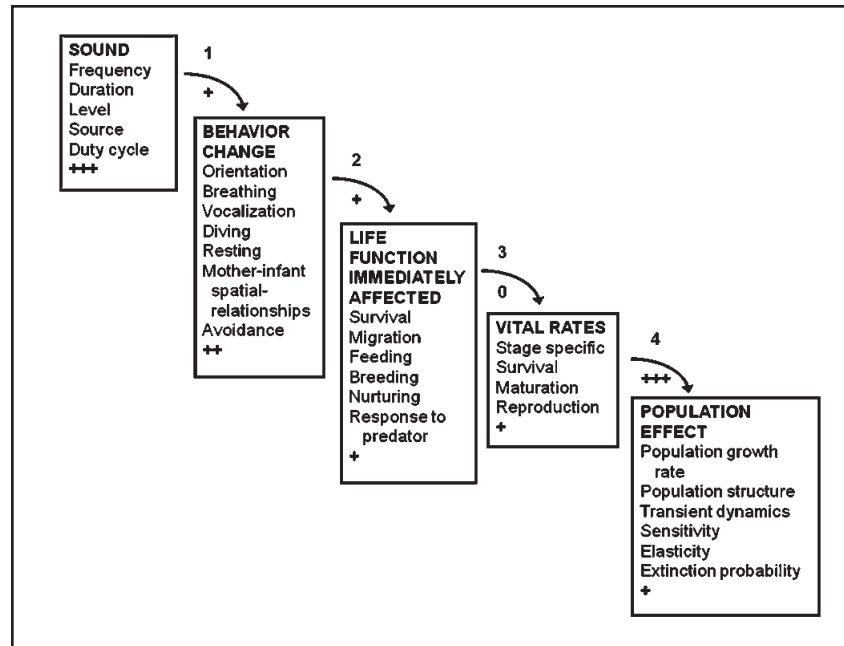 SOUND
Frequency
Duration
Level
Source
Duty cycle
+++
1
+
BEHAVIOR
CHANGE
Orientation
Breathing
Vocalization
Diving
Resting
Mother-infant
spatial-
relationships
Avoidance
++
2
+
LIFE
FUNCTION
IMMEDIATELY
AFFECTED
Survival
Migration
Feeding
Breeding
Nurturing
Response to
predator
+
3
0
VITAL RATES
Stage specific
Survival
Maturation
Reproduction
+
4
+++
POPULATION
EFFECT
Population growth
rate
Population structure
Transient dynamics
Sensitivity
Elasticity
Extinction probability
+